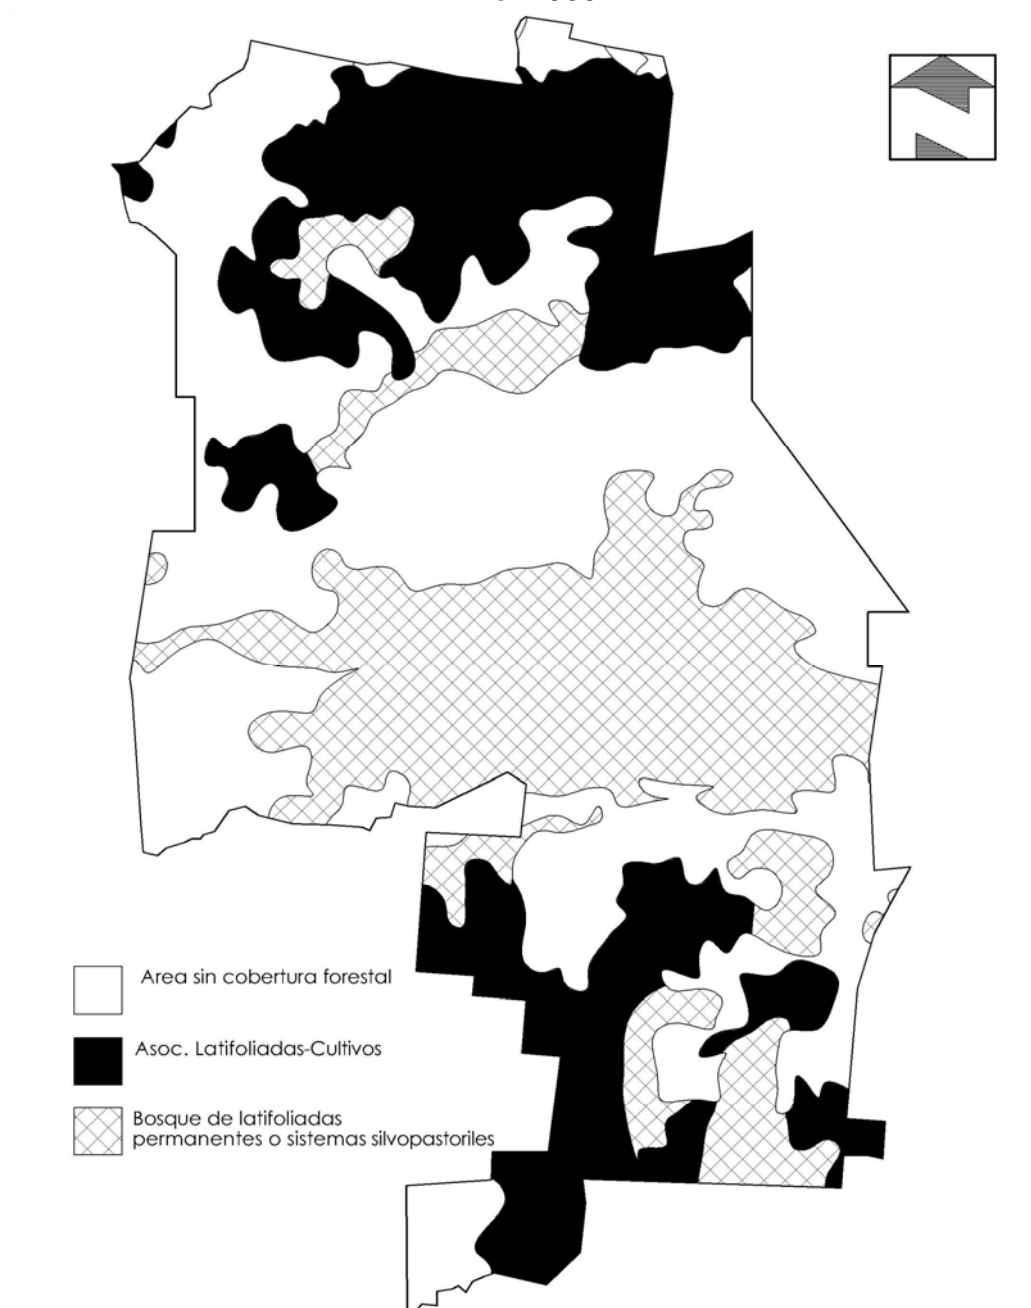 Area sin cobertura forestal
Asoc. Latifoliadas-Cultivos
Bosque de latifoliadas
permanentes o sistemas silvopastoriles